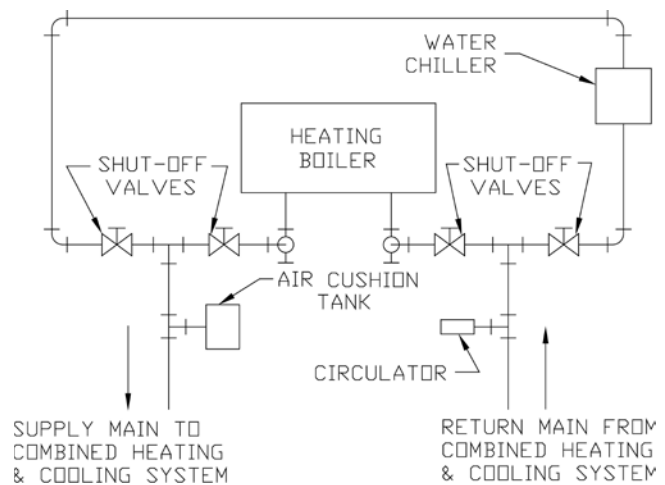 WATER
CHILLER
HEATING
BOILER
SHUT-OFF
VALVES
SHUT-OFF
VALVES
AIR CUSHION
TANK
CIRCULATOR
SUPPLY MAIN TO
COMBINED HEATING
& COOLING SYSTEM
RETURN MAIN FROM
COMBINED HEATING
& COOLING SYSTEM